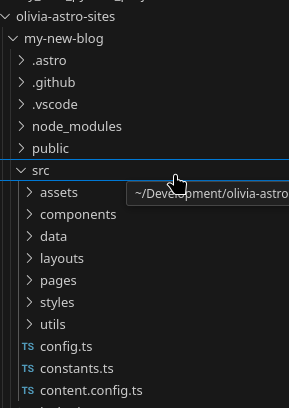 olivia-astro-sites
my-new-blog
.astro
.github
.vscode
node_modules
public
src
assets
~/Development/olivia-astro
components
data
layouts
pages
styles
utils
TS config.ts
TS constants.ts
TS content.config.ts